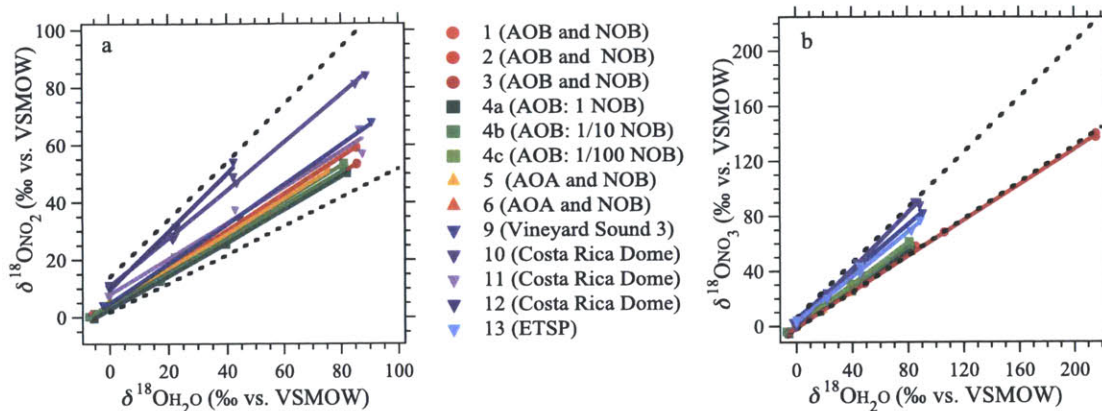 a
100
80
60
40
20
0
δ18ONO2 (‰ vs. VSMOW)
0 20 40 60 80 100
δ18OH2O (‰ vs. VSMOW)
1 (AOB and NOB)
2 (AOB and NOB)
3 (AOB and NOB)
4a (AOB: 1 NOB)
4b (AOB: 1/10 NOB)
4c (AOB: 1/100 NOB)
5 (AOA and NOB)
6 (AOA and NOB)
9 (Vineyard Sound 3)
10 (Costa Rica Dome)
11 (Costa Rica Dome)
12 (Costa Rica Dome)
13 (ETSP)
b
200
160
120
80
40
0
δ18ONO3 (‰ vs. VSMOW)
0 40 80 120 160 200
δ18OH2O (‰ vs. VSMOW)